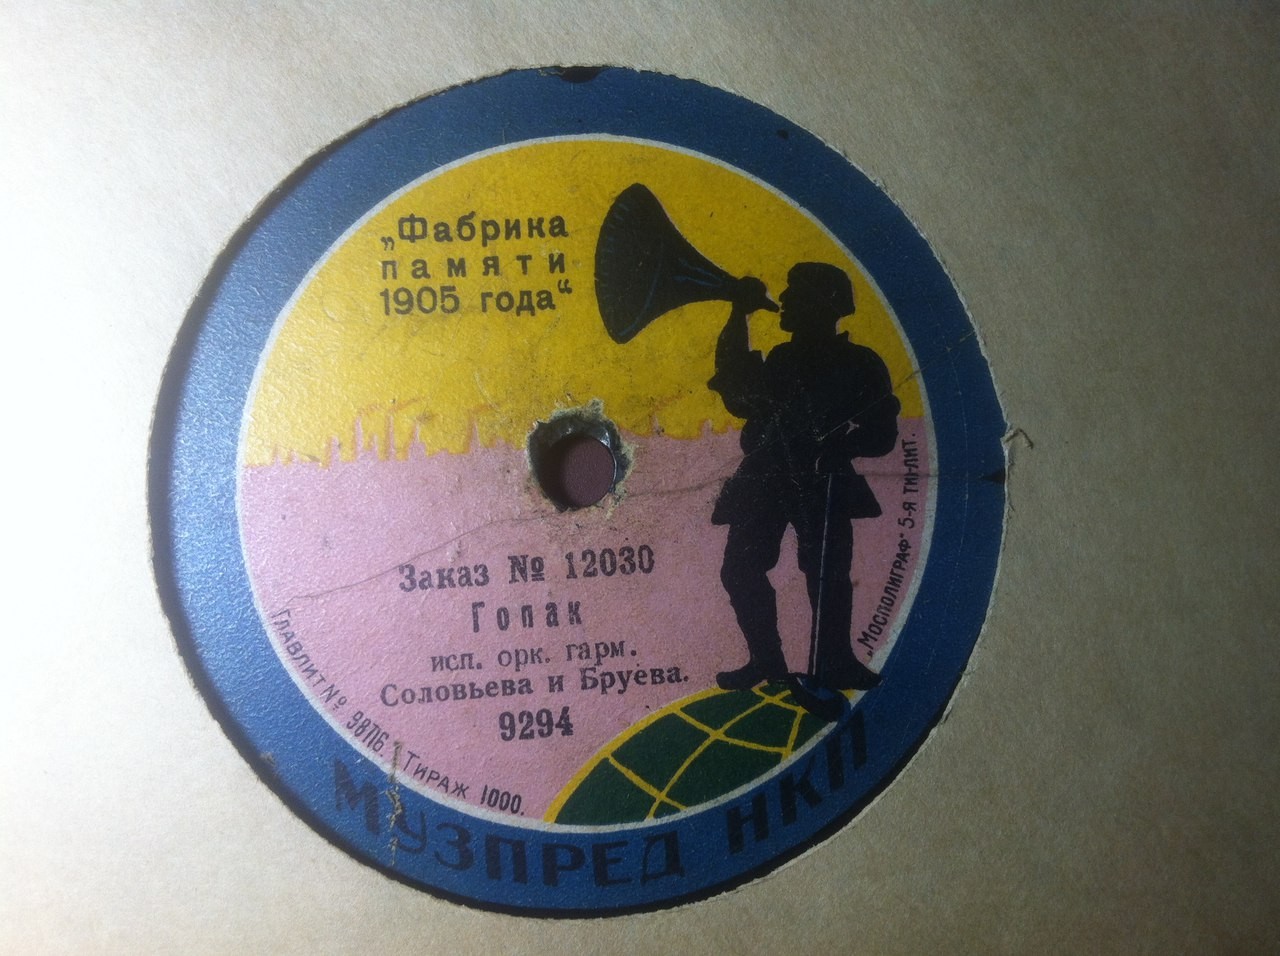 „Фабрика
памяти
1905 года“
Заказ № 12030
Гопак
исп. орк. гарм.
Соловьева и Бруева.
9294
Главлит № 98716. Тираж 1000.
„Мосполиграф“ 5-я тип-лит.
МУЗПРЕД НКП